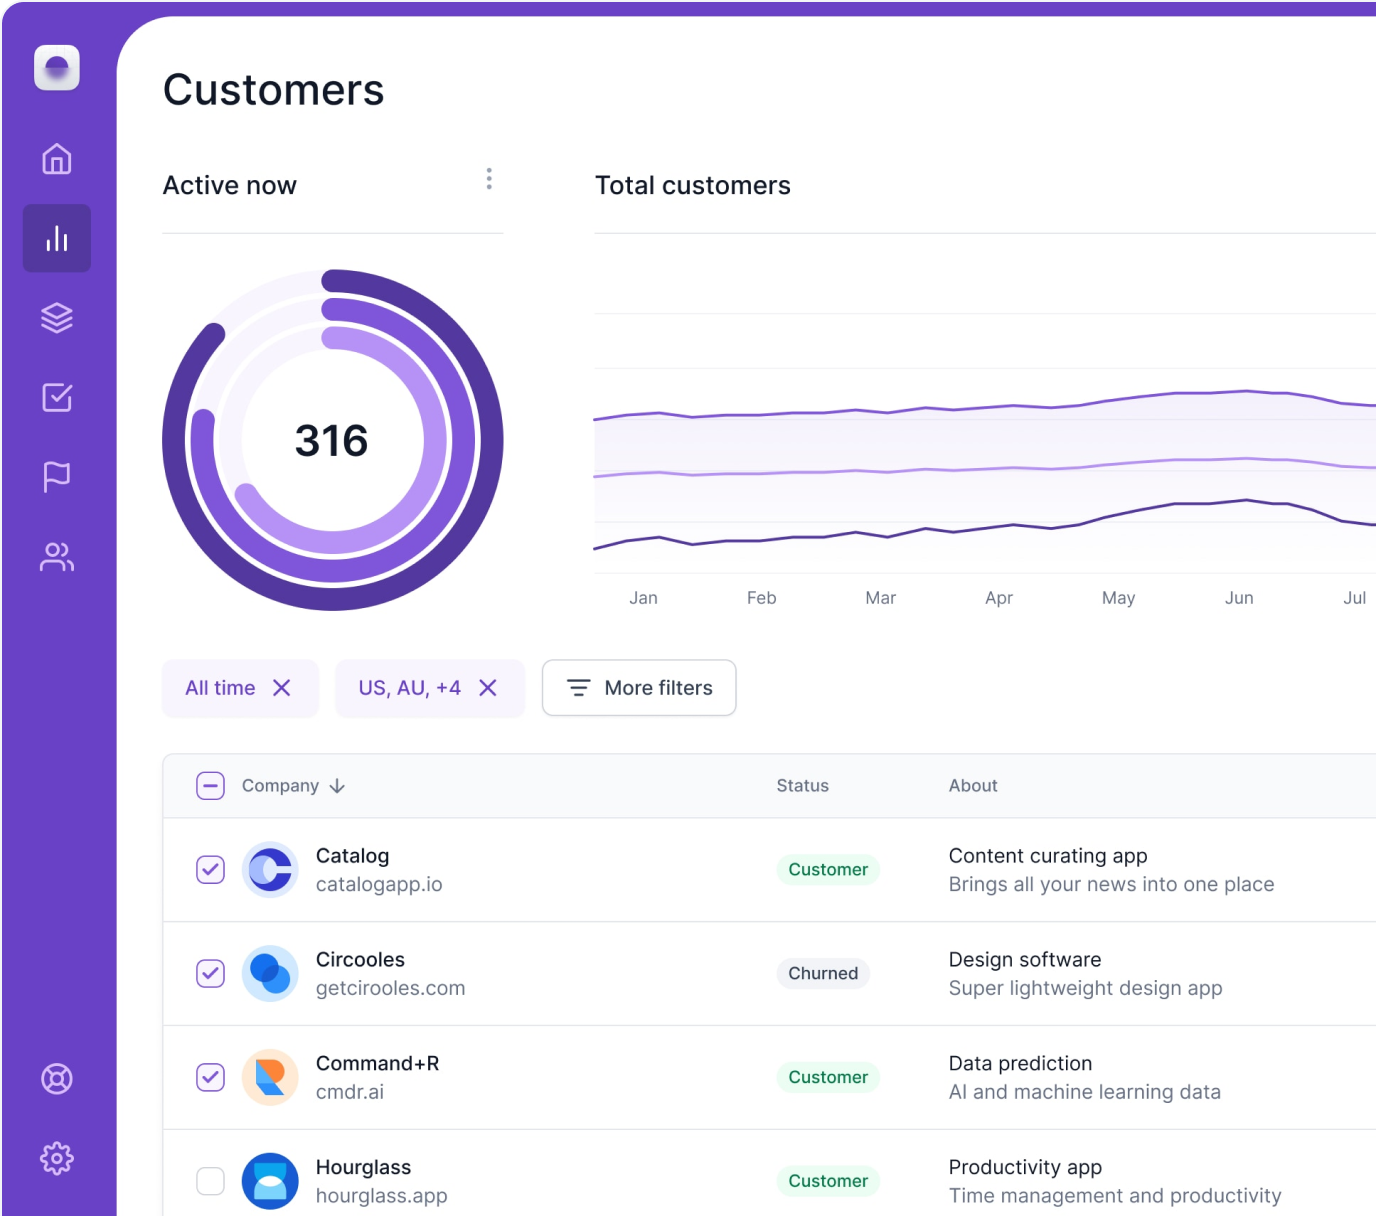 Customers
Active now
Total customers
316
Jan Feb Mar Apr May Jun Jul
All time
US, AU, +4
More filters
Company Status About
Catalog
catalogapp.io
Customer
Content curating app
Brings all your news into one place
Circooles
getcirooles.com
Churned
Design software
Super lightweight design app
Command+R
cmdr.ai
Customer
Data prediction
AI and machine learning data
Hourglass
hourglass.app
Customer
Productivity app
Time management and productivity